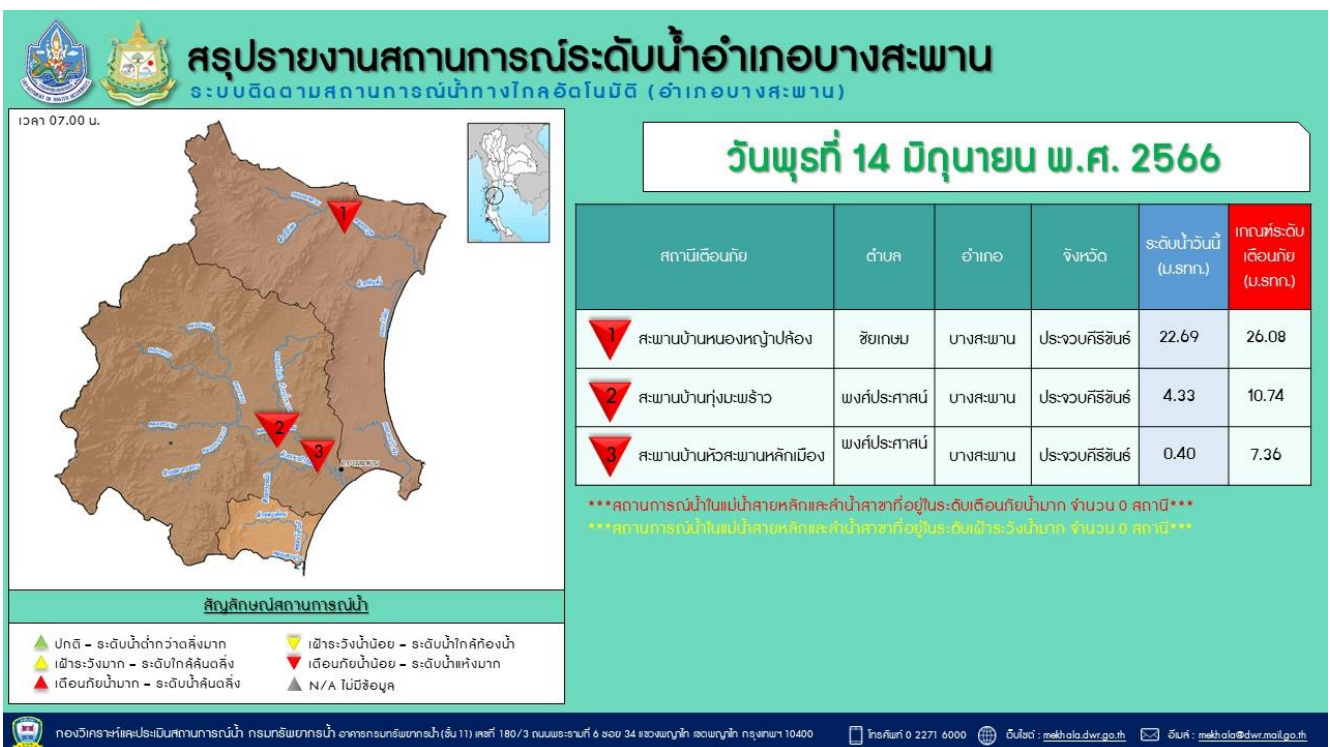 สรุปรายงานสถานการณ์ระดับน้ำอำเภอบางสะพาน
ระบบติดตามสถานการณ์น้ำทางไกลอัตโนมัติ (อำเภอบางสะพาน)
เวลา 07.00 น.
วันพุธที่ 14 มิถุนายน พ.ศ. 2566
สถานีเตือนภัย ตำบล อำเภอ จังหวัด ระดับน้ำวันนี้ (ม.รทก.) เกณฑ์ระดับเตือนภัย (ม.รทก.)
1 สะพานบ้านหนองหญ้าปล้อง ชัยเกษม บางสะพาน ประจวบคีรีขันธ์ 22.69 26.08
2 สะพานบ้านทุ่งมะพร้าว พงศ์ประศาสน์ บางสะพาน ประจวบคีรีขันธ์ 4.33 10.74
3 สะพานบ้านหัวสะพานหลักเมือง พงศ์ประศาสน์ บางสะพาน ประจวบคีรีขันธ์ 0.40 7.36
***สถานการณ์น้ำในแม่น้ำสายหลักและลำน้ำสาขาที่อยู่ในระดับเตือนภัยน้ำมาก จำนวน 0 สถานี***
***สถานการณ์น้ำในแม่น้ำสายหลักและลำน้ำสาขาที่อยู่ในระดับเฝ้าระวังน้ำมาก จำนวน 0 สถานี***
1
2
3
อ.บางสะพาน
สัญลักษณ์สถานการณ์น้ำ
ปกติ – ระดับน้ำต่ำกว่าตลิ่งมาก
เฝ้าระวังมาก – ระดับใกล้ล้นตลิ่ง
เตือนภัยน้ำมาก – ระดับน้ำล้นตลิ่ง
เฝ้าระวังน้ำน้อย – ระดับน้ำใกล้ท้องน้ำ
เตือนภัยน้ำน้อย – ระดับน้ำแห้งมาก
N/A ไม่มีข้อมูล
กองวิเคราะห์และประเมินสถานการณ์น้ำ กรมทรัพยากรน้ำ อาคารกรมทรัพยากรน้ำ(ชั้น 11) เลขที่ 180/3 ถนนพระรามที่ 6 ซอย 34 แขวงพญาไท เขตพญาไท กรุงเทพฯ 10400 โทรศัพท์ 0 2271 6000 เว็บไซต์ : mekhala.dwr.go.th อีเมล์ : mekhala@dwr.mail.go.th